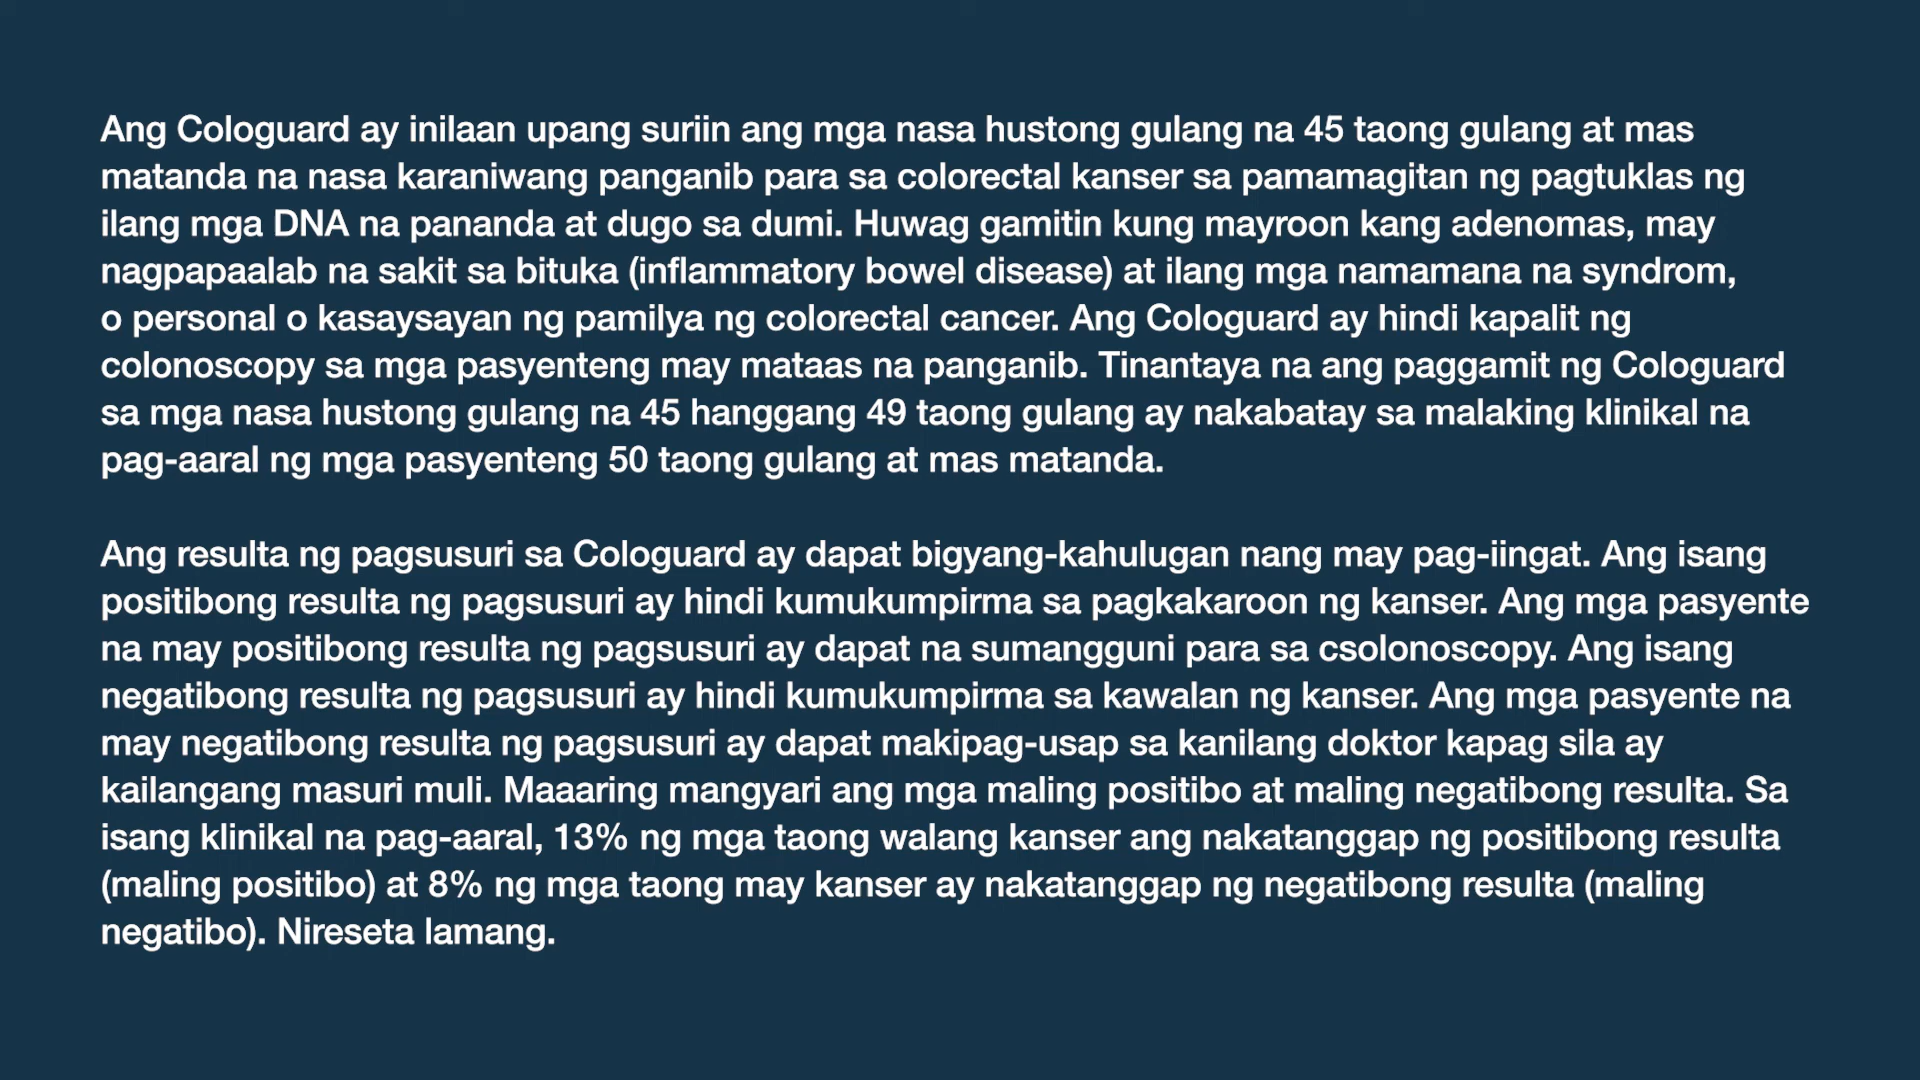 Ang Cologuard ay inilaan upang suriin ang mga nasa hustong gulang na 45 taong gulang at mas
matanda na nasa karaniwang panganib para sa colorectal kanser sa pamamagitan ng pagtuklas ng
ilang mga DNA na pananda at dugo sa dumi. Huwag gamitin kung mayroon kang adenomas, may
nagpapaalab na sakit sa bituka (inflammatory bowel disease) at ilang mga namamana na syndrom,
o personal o kasaysayan ng pamilya ng colorectal cancer. Ang Cologuard ay hindi kapalit ng
colonoscopy sa mga pasyenteng may mataas na panganib. Tinantaya na ang paggamit ng Cologuard
sa mga nasa hustong gulang na 45 hanggang 49 taong gulang ay nakabatay sa malaking klinikal na
pag-aaral ng mga pasyenteng 50 taong gulang at mas matanda.
Ang resulta ng pagsusuri sa Cologuard ay dapat bigyang-kahulugan nang may pag-iingat. Ang isang
positibong resulta ng pagsusuri ay hindi kumukumpirma sa pagkakaroon ng kanser. Ang mga pasyente
na may positibong resulta ng pagsusuri ay dapat na sumangguni para sa csolonoscopy. Ang isang
negatibong resulta ng pagsusuri ay hindi kumukumpirma sa kawalan ng kanser. Ang mga pasyente na
may negatibong resulta ng pagsusuri ay dapat makipag-usap sa kanilang doktor kapag sila ay
kailangang masuri muli. Maaaring mangyari ang mga maling positibo at maling negatibong resulta. Sa
isang klinikal na pag-aaral, 13% ng mga taong walang kanser ang nakatanggap ng positibong resulta
(maling positibo) at 8% ng mga taong may kanser ay nakatanggap ng negatibong resulta (maling
negatibo). Nireseta lamang.